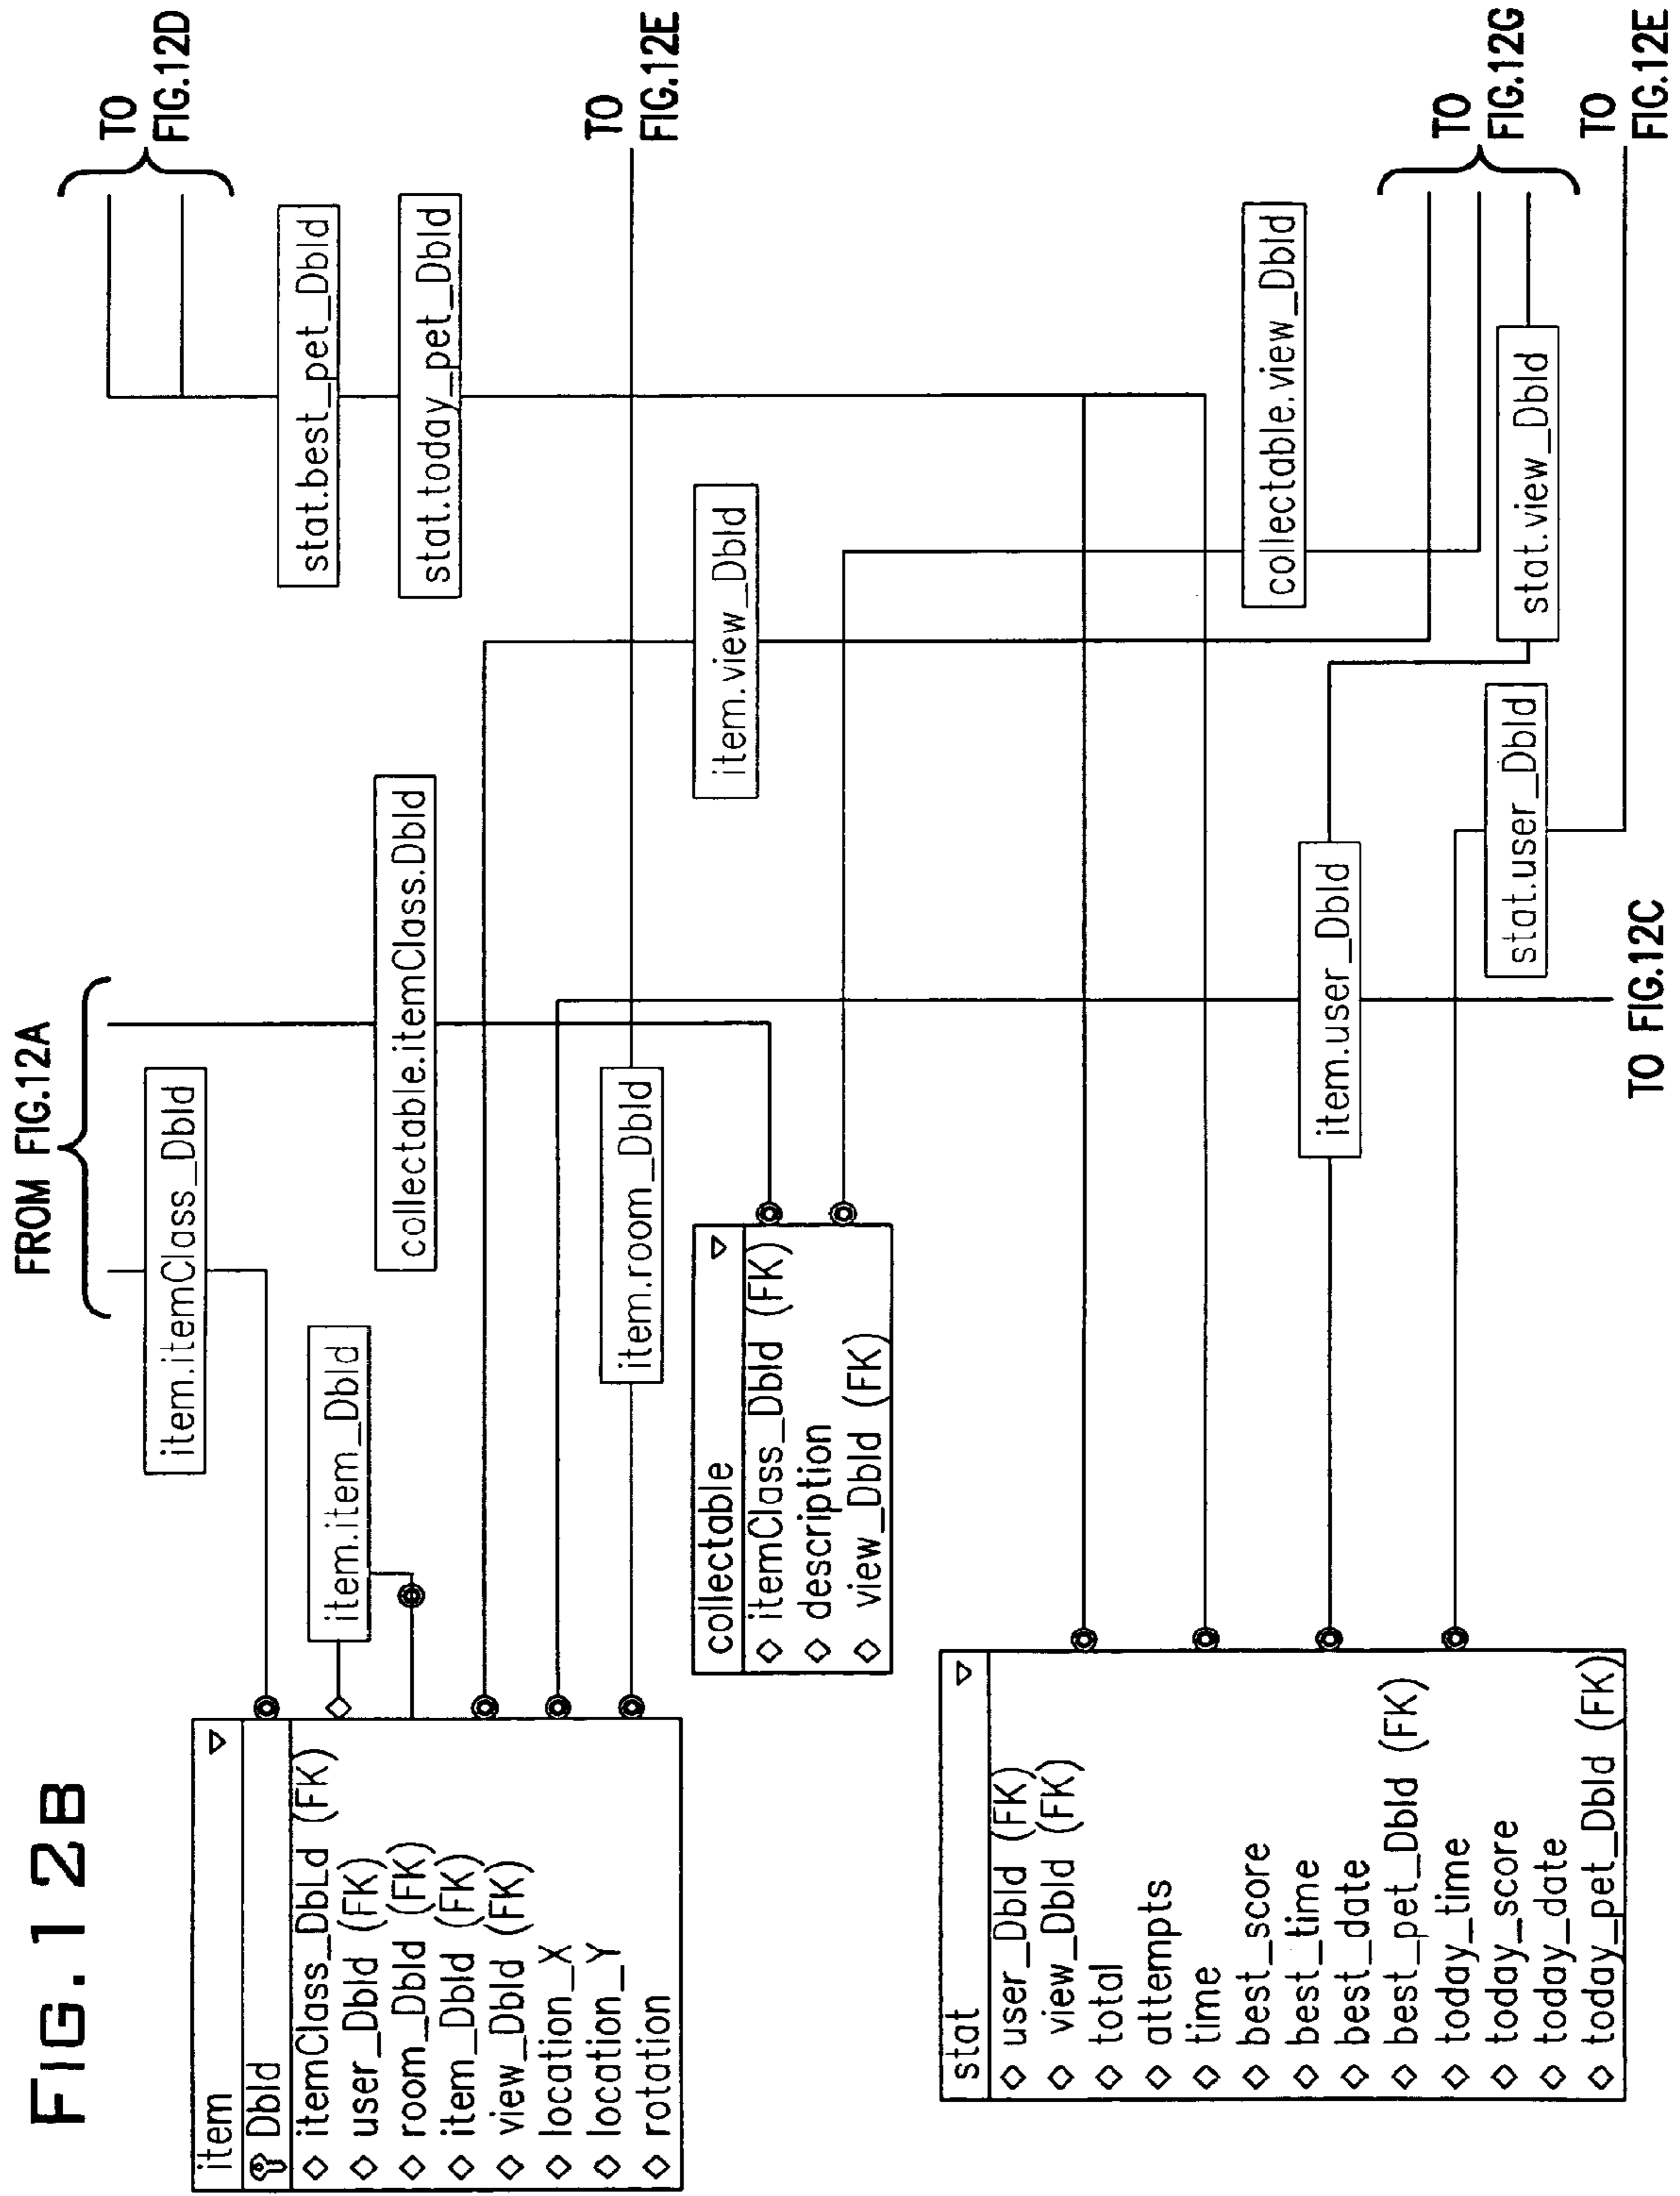 FIG. 12B
FROM FIG.12A
item.itemClass_DbId
collectable.itemClass.DbId
item.item_DbId
item.room_DbId
item.view_DbId
stat.best_pet_DbId
stat.today_pet_DbId
TO
FIG.12D
TO
FIG.12E
item
DbId
itemClass_DbLd (FK)
user_DbId (FK)
room_DbId (FK)
item_DbId (FK)
view_DbId (FK)
location_X
location_Y
rotation
collectable
itemClass_DbId (FK)
description
view_DbId (FK)
stat
user_DbId (FK)
view_DbId (FK)
total
attempts
time
best_score
best_time
best_date
best_pet_DbId (FK)
today_time
today_score
today_date
today_pet_DbId (FK)
collectable.view_DbId
item.user_DbId
stat.view_DbId
stat.user_DbId
TO
FIG.12G
TO
FIG.12E
TO FIG.12C